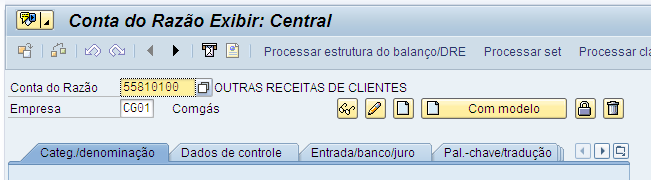 Conta do Razão Exibir: Central
Processar estrutura do balanço/DRE Processar set Processar cla
Conta do Razão 55810100 OUTRAS RECEITAS DE CLIENTES
Empresa CG01 Comgás Com modelo
Categ./denominação Dados de controle Entrada/banco/juro Pal.-chave/tradução